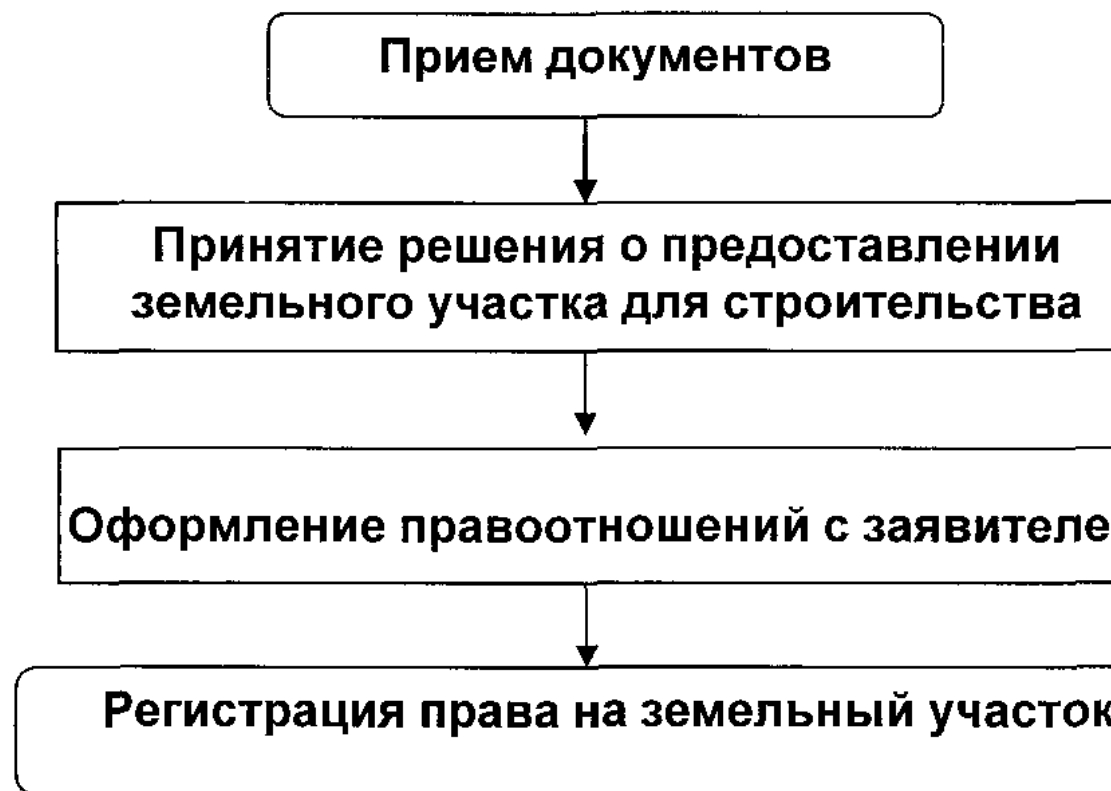 Прием документов
Принятие решения о предоставлении
земельного участка для строительства
Оформление правоотношений с заявителе
Регистрация права на земельный участок